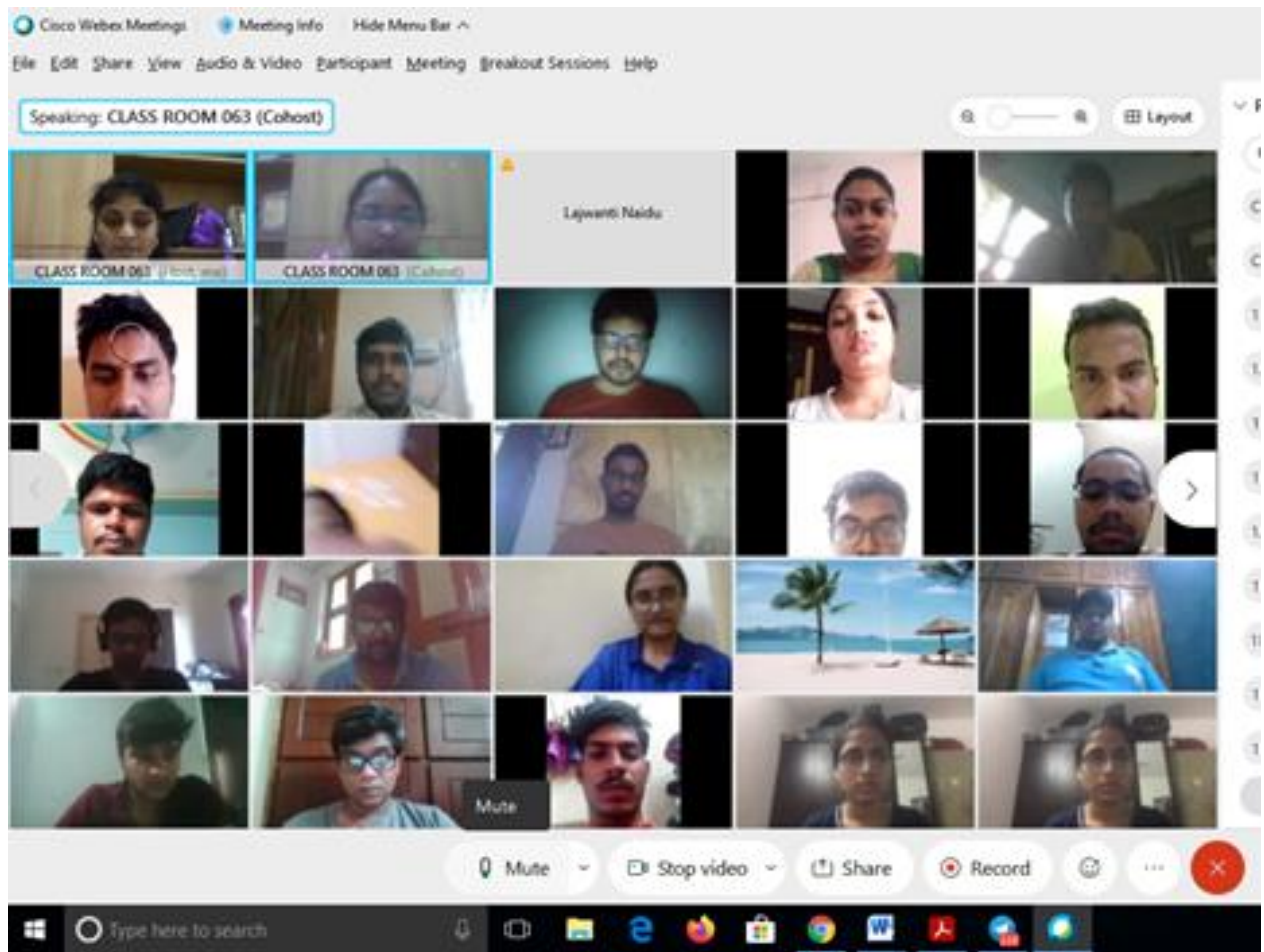 Cisco Webex Meetings Meeting Info Hide Menu Bar
File Edit Share View Audio & Video Participant Meeting Breakout Sessions Help
Speaking: CLASS ROOM 063 (Cohost)
Layout
Lajwanti Naidu
CLASS ROOM 063 (Host, me)
CLASS ROOM 063 (Cohost)
Mute
Mute
Stop video
Share
Record
Type here to search